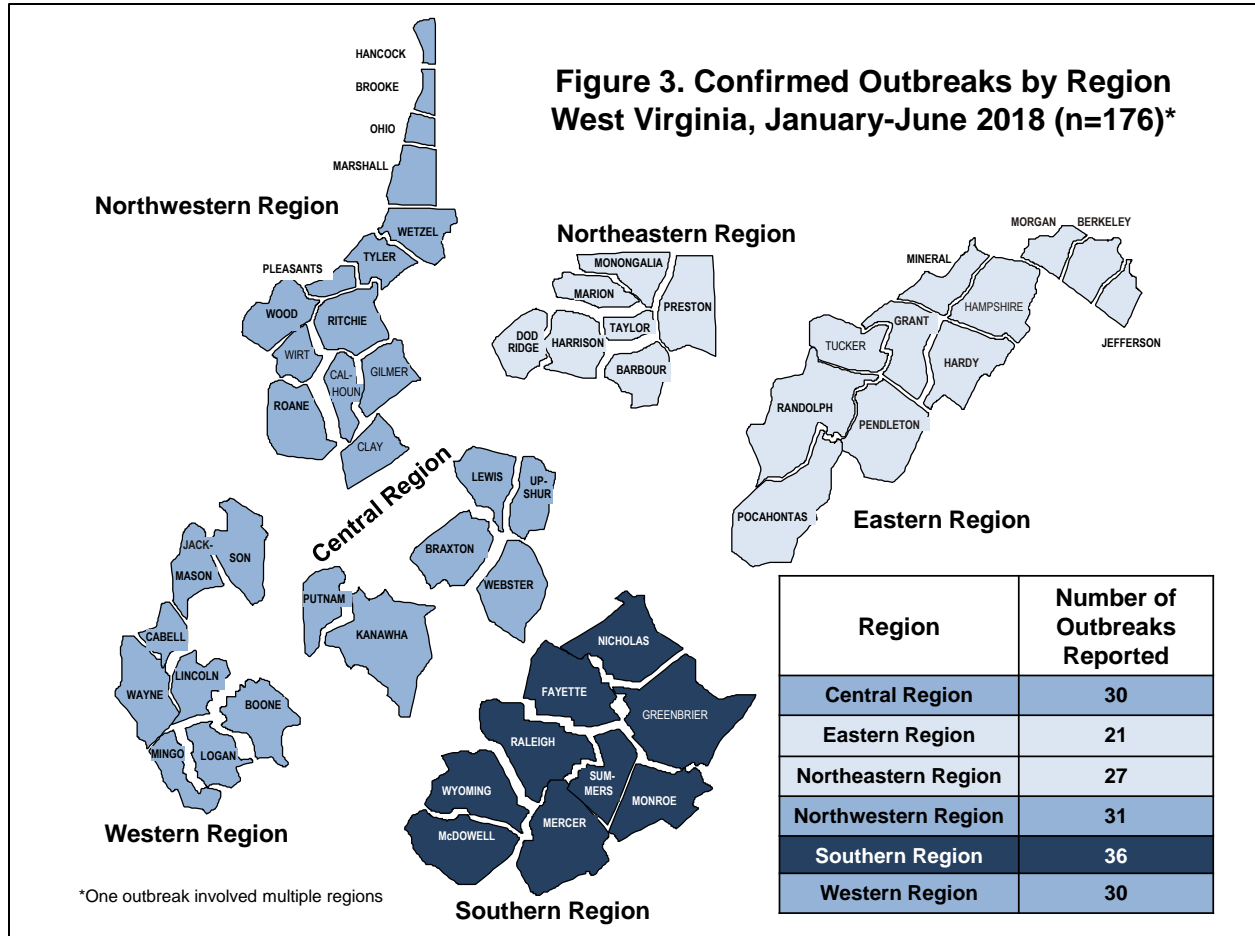 Figure 3. Confirmed Outbreaks by Region
West Virginia, January-June 2018 (n=176)*
HANCOCK
BROOKE
OHIO
MARSHALL
Northwestern Region
WETZEL
TYLER
PLEASANTS
WOOD
RITCHIE
WIRT
CAL-
HOUN
GILMER
ROANE
CLAY
Northeastern Region
MONONGALIA
MARION
PRESTON
TAYLOR
DOD
RIDGE
HARRISON
BARBOUR
MORGAN
BERKELEY
MINERAL
HAMPSHIRE
GRANT
JEFFERSON
TUCKER
HARDY
RANDOLPH
PENDLETON
POCAHONTAS
Eastern Region
Central Region
LEWIS
UP-
SHUR
BRAXTON
WEBSTER
PUTNAM
KANAWHA
JACK-
SON
MASON
CABELL
LINCOLN
WAYNE
BOONE
MINGO
LOGAN
Western Region
NICHOLAS
FAYETTE
GREENBRIER
RALEIGH
SUM-
MERS
WYOMING
MONROE
MERCER
McDOWELL
Southern Region
*One outbreak involved multiple regions
Region
Number of
Outbreaks
Reported
Central Region 30
Eastern Region 21
Northeastern Region 27
Northwestern Region 31
Southern Region 36
Western Region 30